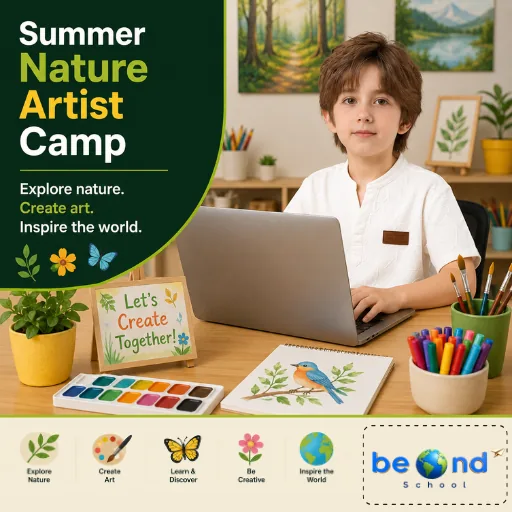 Summer
Nature
Artist
Camp
Explore nature.
Create art.
Inspire the world.
Let's
Create
Together!
Explore
Nature
Create
Art
Learn &
Discover
Be
Creative
Inspire the
World
beond
School